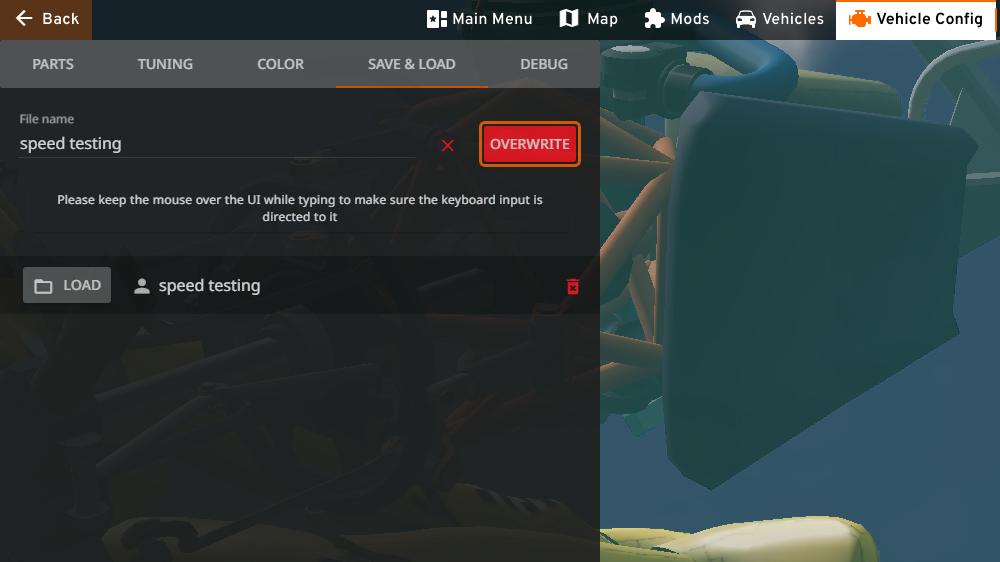 Back
Main Menu
Map
Mods
Vehicles
Vehicle Config
PARTS
TUNING
COLOR
SAVE & LOAD
DEBUG
File name
speed testing
OVERWRITE
Please keep the mouse over the UI while typing to make sure the keyboard input is
directed to it
LOAD
speed testing